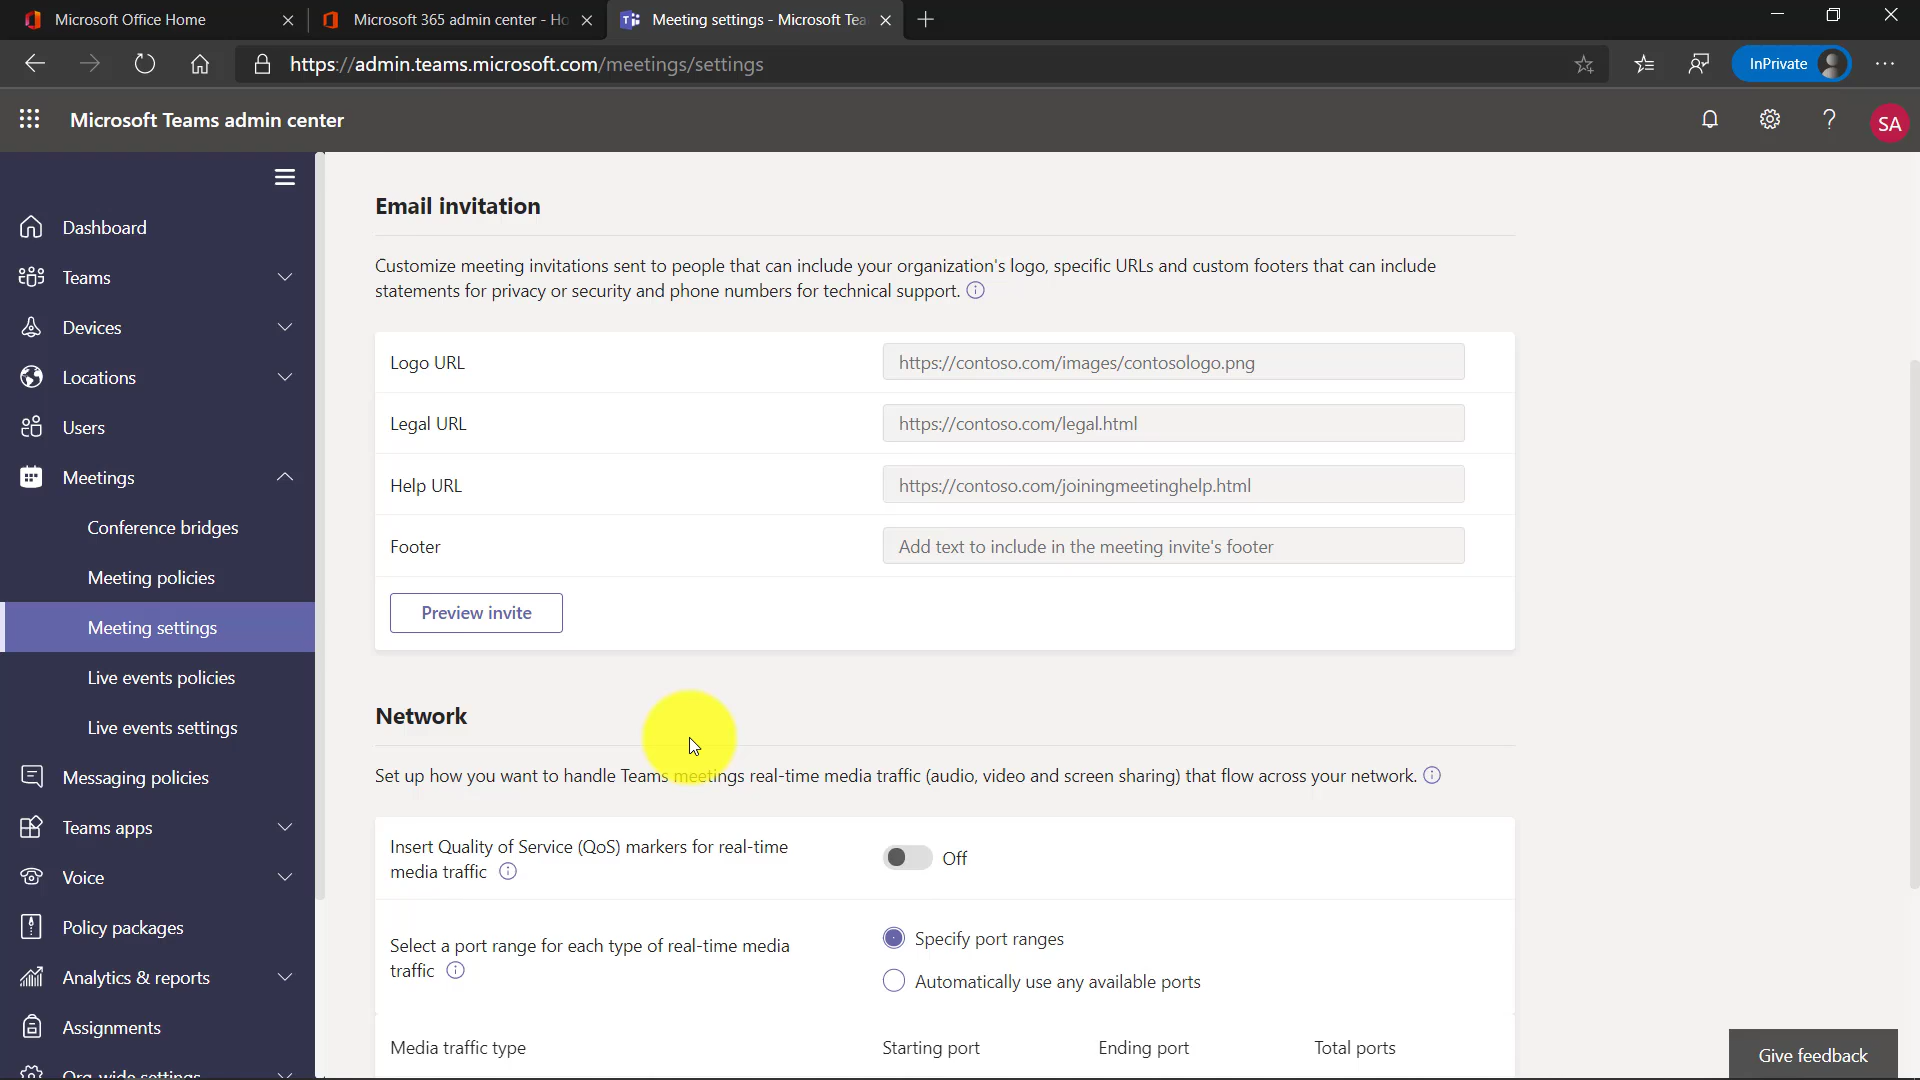 Microsoft Office Home
Microsoft 365 admin center - Ho
Meeting settings - Microsoft Tea
https://admin.teams.microsoft.com/meetings/settings
InPrivate
Microsoft Teams admin center
SA
Dashboard
Teams
Devices
Locations
Users
Meetings
Conference bridges
Meeting policies
Meeting settings
Live events policies
Live events settings
Messaging policies
Teams apps
Voice
Policy packages
Analytics & reports
Assignments
Org-wide settings
Email invitation
Customize meeting invitations sent to people that can include your organization's logo, specific URLs and custom footers that can include
statements for privacy or security and phone numbers for technical support.
Logo URL
https://contoso.com/images/contosologo.png
Legal URL
https://contoso.com/legal.html
Help URL
https://contoso.com/joiningmeetinghelp.html
Footer
Add text to include in the meeting invite's footer
Preview invite
Network
Set up how you want to handle Teams meetings real-time media traffic (audio, video and screen sharing) that flow across your network.
Insert Quality of Service (QoS) markers for real-time
media traffic
Off
Select a port range for each type of real-time media
traffic
Specify port ranges
Automatically use any available ports
Media traffic type
Starting port
Ending port
Total ports
Give feedback